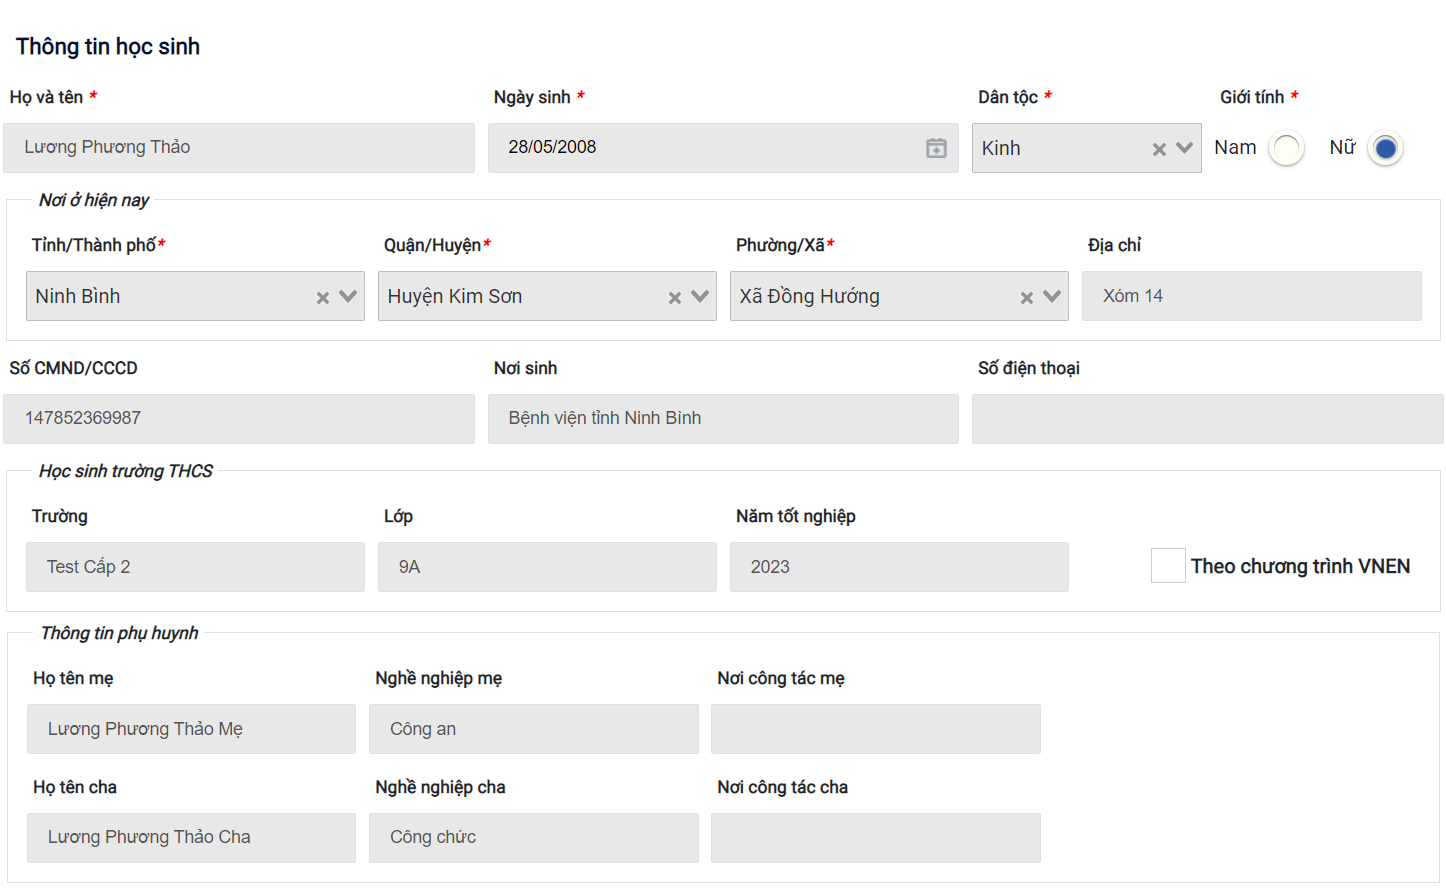 Thông tin học sinh
Họ và tên * Ngày sinh * Dân tộc * Giới tính *
Lương Phương Thảo 28/05/2008 Kinh Nam Nữ
Nơi ở hiện nay
Tỉnh/Thành phố* Quận/Huyện* Phường/Xã* Địa chỉ
Ninh Bình Huyện Kim Sơn Xã Đồng Hướng Xóm 14
Số CMND/CCCD Nơi sinh Số điện thoại
147852369987 Bệnh viện tỉnh Ninh Bình
Học sinh trường THCS
Trường Lớp Năm tốt nghiệp
Test Cấp 2 9A 2023 Theo chương trình VNEN
Thông tin phụ huynh
Họ tên mẹ Nghề nghiệp mẹ Nơi công tác mẹ
Lương Phương Thảo Mẹ Công an
Họ tên cha Nghề nghiệp cha Nơi công tác cha
Lương Phương Thảo Cha Công chức